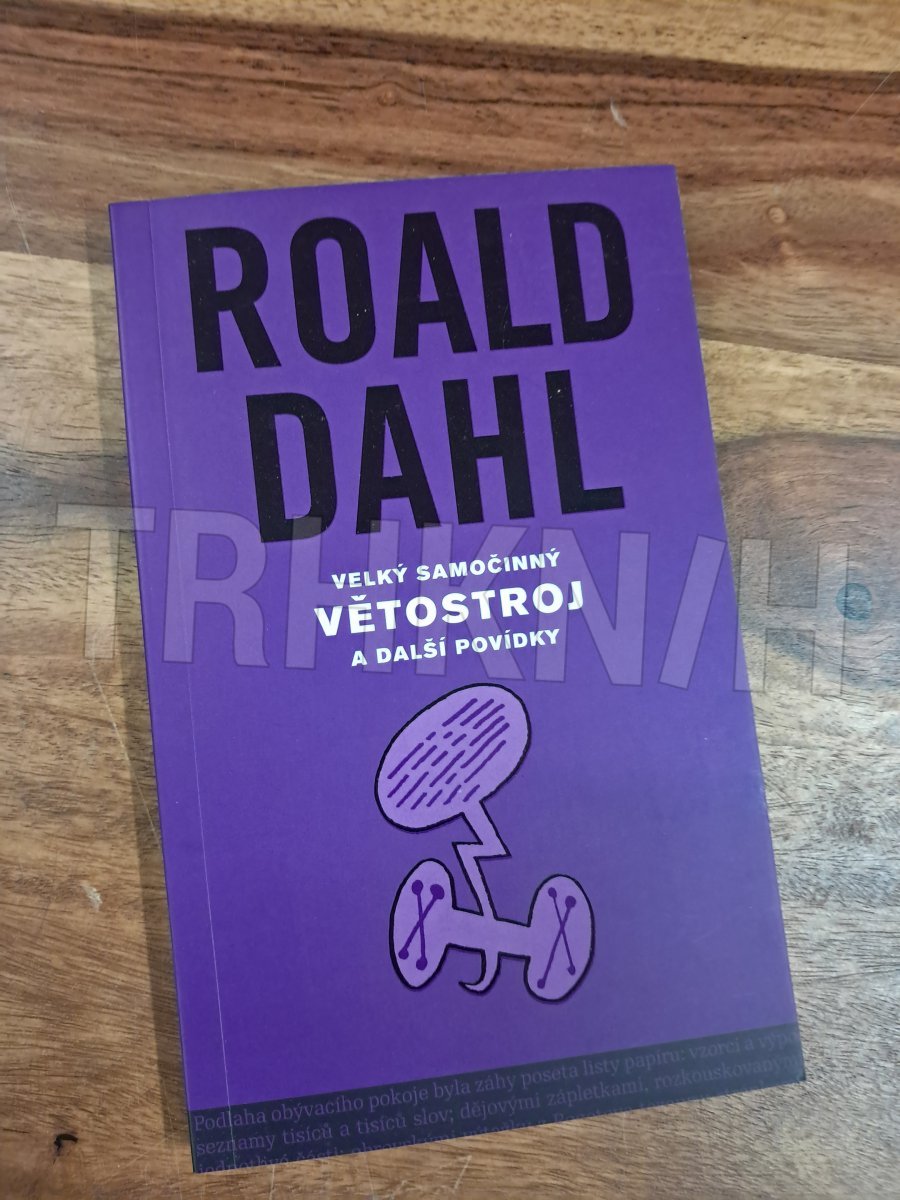 ROALD
DAHL
TRHKNIH
VELKÝ SAMOČINNÝ
VĚTOSTROJ
A DALŠÍ POVÍDKY
Podlaha obývacího pokoje byla záhy poseta listy papíru: vzorci a
seznamy tisíců a tisíců slov; dějovými zápletkami, rozkouskovanými